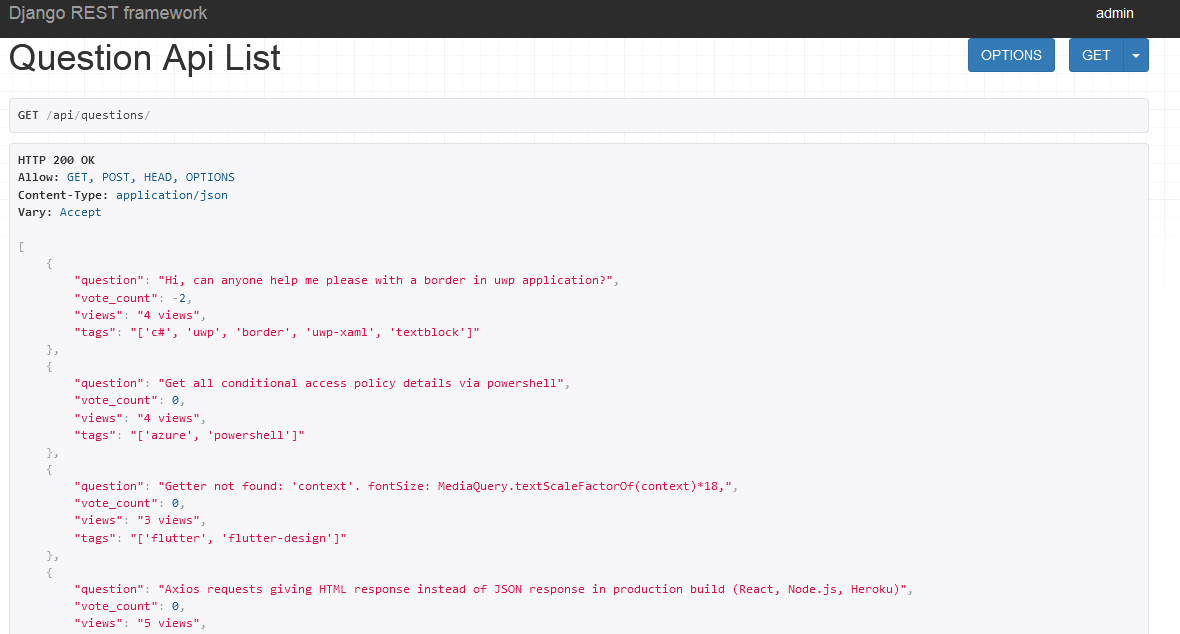 Django REST framework
admin
Question Api List
OPTIONS
GET
GET /api/questions/
HTTP 200 OK
Allow: GET, POST, HEAD, OPTIONS
Content-Type: application/json
Vary: Accept
[
    {
        "question": "Hi, can anyone help me please with a border in uwp application?",
        "vote_count": -2,
        "views": "4 views",
        "tags": "['c#', 'uwp', 'border', 'uwp-xaml', 'textblock']"
    },
    {
        "question": "Get all conditional access policy details via powershell",
        "vote_count": 0,
        "views": "4 views",
        "tags": "['azure', 'powershell']"
    },
    {
        "question": "Getter not found: 'context'. fontSize: MediaQuery.textScaleFactorOf(context)*18,",
        "vote_count": 0,
        "views": "3 views",
        "tags": "['flutter', 'flutter-design']"
    },
    {
        "question": "Axios requests giving HTML response instead of JSON response in production build (React, Node.js, Heroku)",
        "vote_count": 0,
        "views": "5 views",